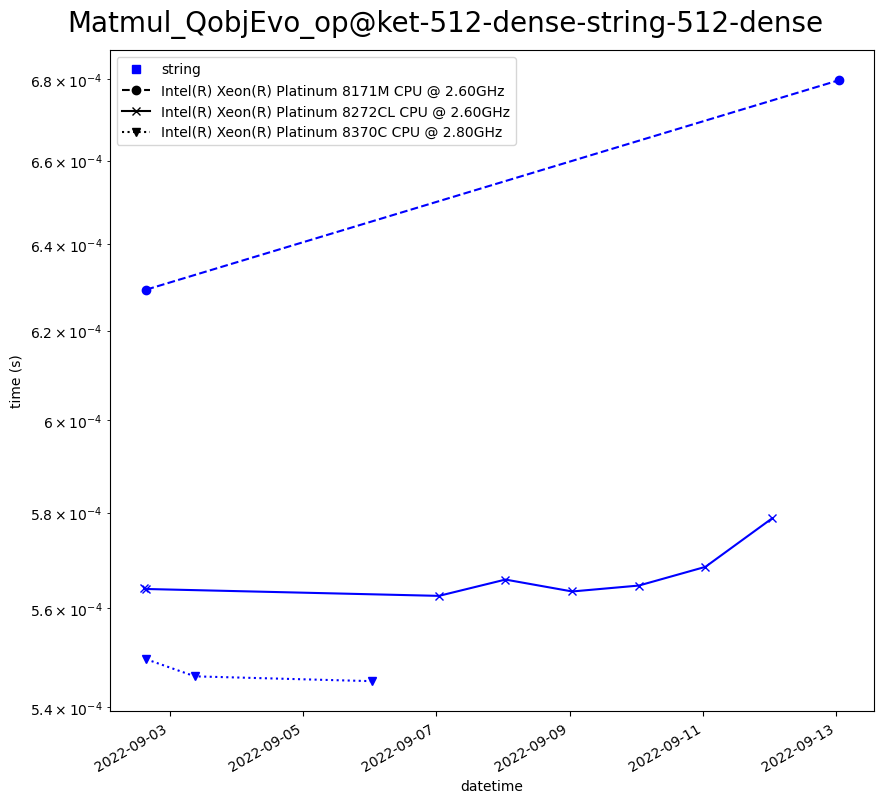 Matmul_QobjEvo_op@ket-512-dense-string-512-dense
string
Intel(R) Xeon(R) Platinum 8171M CPU @ 2.60GHz
Intel(R) Xeon(R) Platinum 8272CL CPU @ 2.60GHz
Intel(R) Xeon(R) Platinum 8370C CPU @ 2.80GHz
6.8 × 10⁻⁴
6.6 × 10⁻⁴
6.4 × 10⁻⁴
6.2 × 10⁻⁴
6 × 10⁻⁴
5.8 × 10⁻⁴
5.6 × 10⁻⁴
5.4 × 10⁻⁴
time (s)
2022-09-03
2022-09-05
2022-09-07
2022-09-09
2022-09-11
2022-09-13
datetime